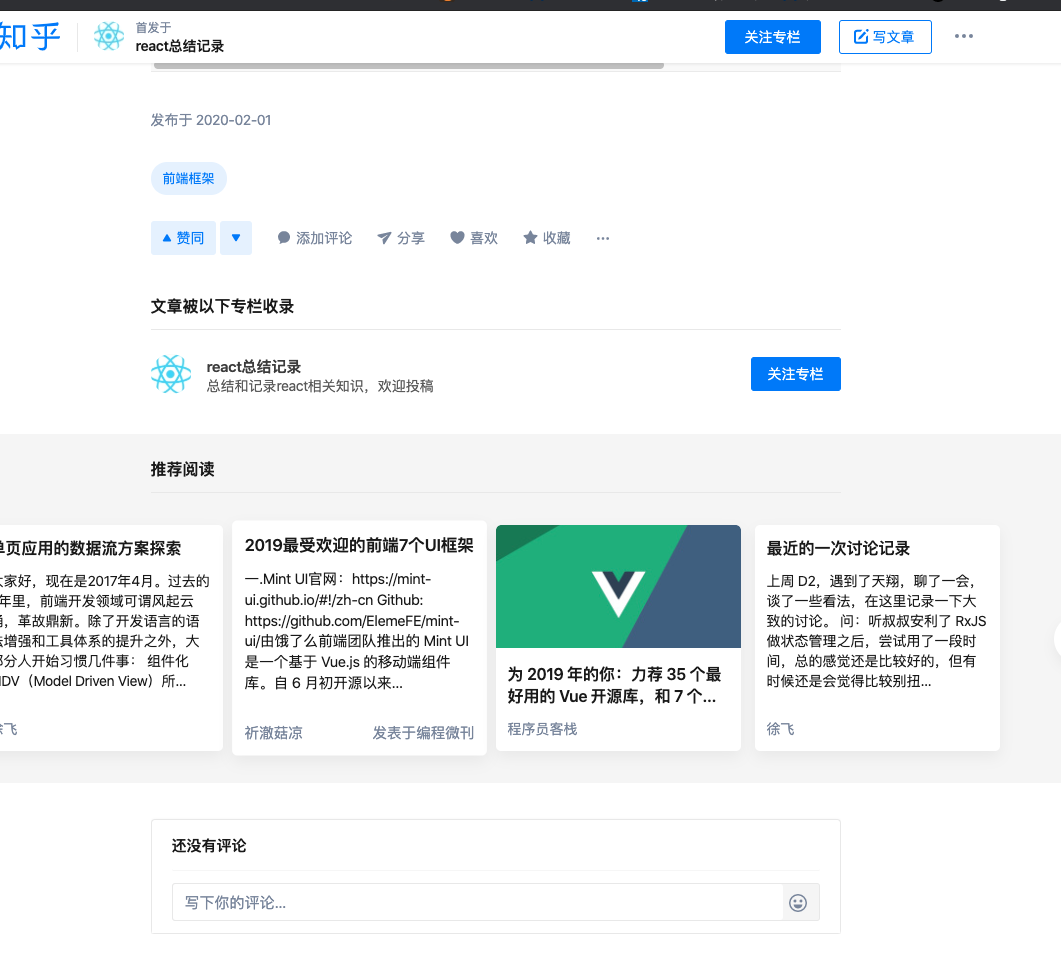 知乎
首发于
react总结记录
关注专栏
写文章
发布于 2020-02-01
前端框架
赞同
添加评论
分享
喜欢
收藏
文章被以下专栏收录
react总结记录
总结和记录react相关知识，欢迎投稿
关注专栏
推荐阅读
单页应用的数据流方案探索
大家好，现在是2017年4月。过去的
年里，前端开发领域可谓风起云
涌，革故鼎新。除了开发语言的语
法增强和工具体系的提升之外，大
部分人开始习惯几件事： 组件化
MDV（Model Driven View）所...
徐飞
2019最受欢迎的前端7个UI框架
一.Mint UI官网：https://mint-
ui.github.io/#!/zh-cn Github:
https://github.com/ElemeFE/mint-
ui/由饿了么前端团队推出的 Mint UI
是一个基于 Vue.js 的移动端组件
库。自 6 月初开源以来...
祈澈菇凉
发表于编程微刊
为 2019 年的你：力荐 35 个最
好用的 Vue 开源库，和 7 个...
程序员客栈
最近的一次讨论记录
上周 D2，遇到了天翔，聊了一会，
谈了一些看法，在这里记录一下大
致的讨论。 问：听叔叔安利了 RxJS
做状态管理之后，尝试用了一段时
间，总的感觉还是比较好的，但有
时候还是会觉得比较别扭...
徐飞
还没有评论
写下你的评论...